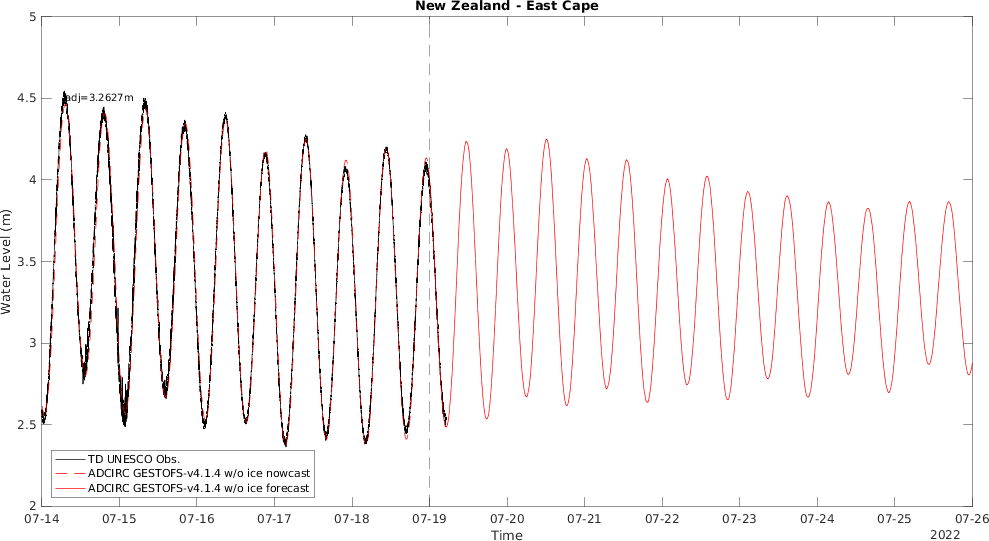 New Zealand - East Cape
5
4.5
4
3.5
3
2.5
2
Water Level (m)
adj=3.2627m
TD UNESCO Obs.
ADCIRC GESTOFS-v4.1.4 w/o ice nowcast
ADCIRC GESTOFS-v4.1.4 w/o ice forecast
07-14 07-15 07-16 07-17 07-18 07-19 07-20 07-21 07-22 07-23 07-24 07-25 07-26
Time
2022